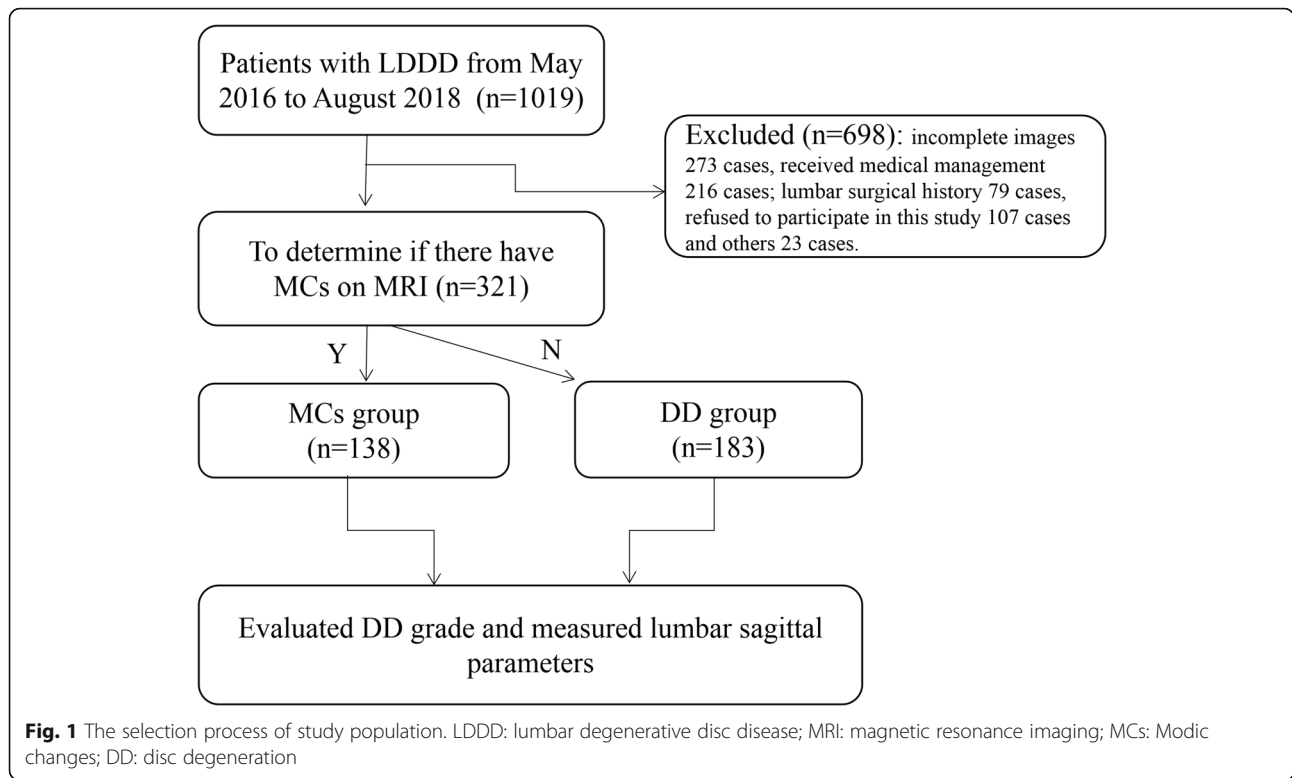 Patients with LDDD from May
2016 to August 2018 (n=1019)
Excluded (n=698): incomplete images
273 cases, received medical management
216 cases; lumbar surgical history 79 cases,
refused to participate in this study 107 cases
and others 23 cases.
To determine if there have
MCs on MRI (n=321)
Y
N
MCs group
(n=138)
DD group
(n=183)
Evaluated DD grade and measured lumbar sagittal
parameters
Fig. 1 The selection process of study population. LDDD: lumbar degenerative disc disease; MRI: magnetic resonance imaging; MCs: Modic
changes; DD: disc degeneration